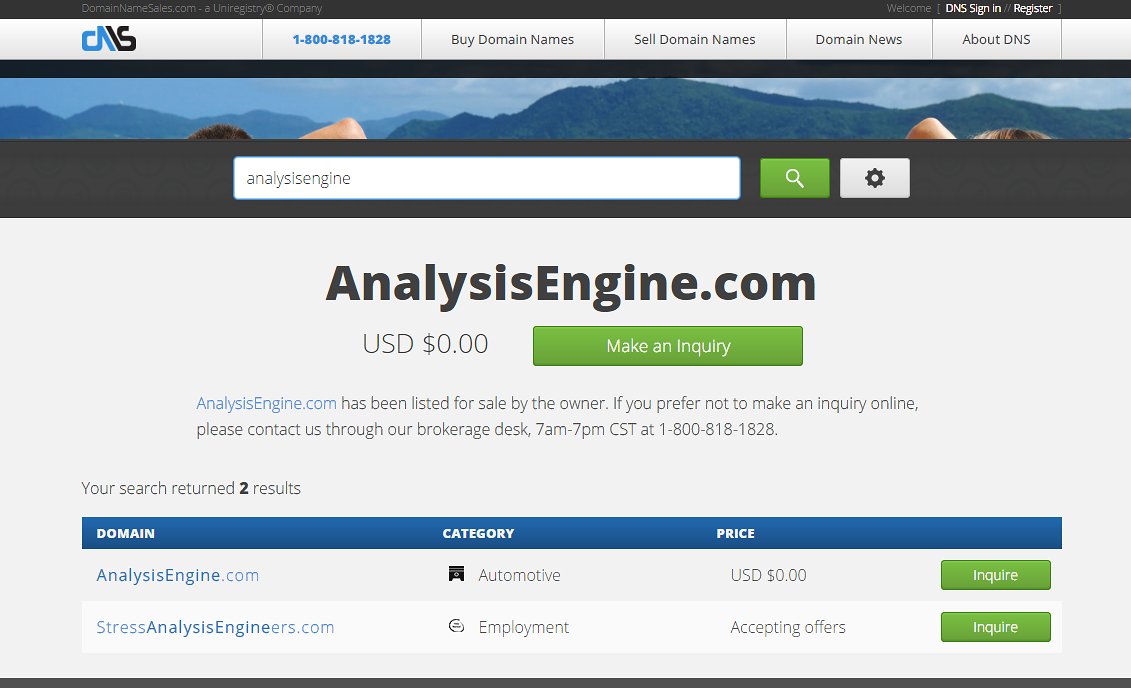 DomainNameSales.com - a Uniregistry® Company
Welcome [ DNS Sign in // Register ]
DNS
1-800-818-1828
Buy Domain Names
Sell Domain Names
Domain News
About DNS
analysisengine
AnalysisEngine.com
USD $0.00
Make an Inquiry
AnalysisEngine.com has been listed for sale by the owner. If you prefer not to make an inquiry online,
please contact us through our brokerage desk, 7am-7pm CST at 1-800-818-1828.
Your search returned 2 results
DOMAIN CATEGORY PRICE
AnalysisEngine.com Automotive USD $0.00 Inquire
StressAnalysisEngineers.com Employment Accepting offers Inquire